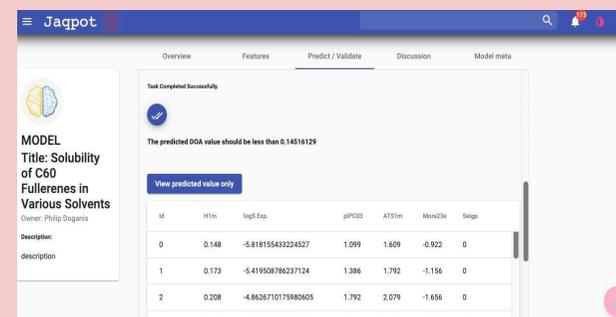 Jaqpot
173
Overview Features Predict / Validate Discussion Model meta
Task Completed Successfully.
The predicted DOA value should be less than 0.14516129
View predicted value only
MODEL
Title: Solubility
of C60
Fullerenes in
Various Solvents
Owner: Philip Doganis
Description:
description
Id H1m logS Exp. piPC03 ATS1m More23e Seigp
0 0.148 -5.818155433224527 1.099 1.609 -0.922 0
1 0.173 -5.419508786237124 1.386 1.792 -1.156 0
2 0.208 -4.8626710175980605 1.792 2.079 -1.656 0